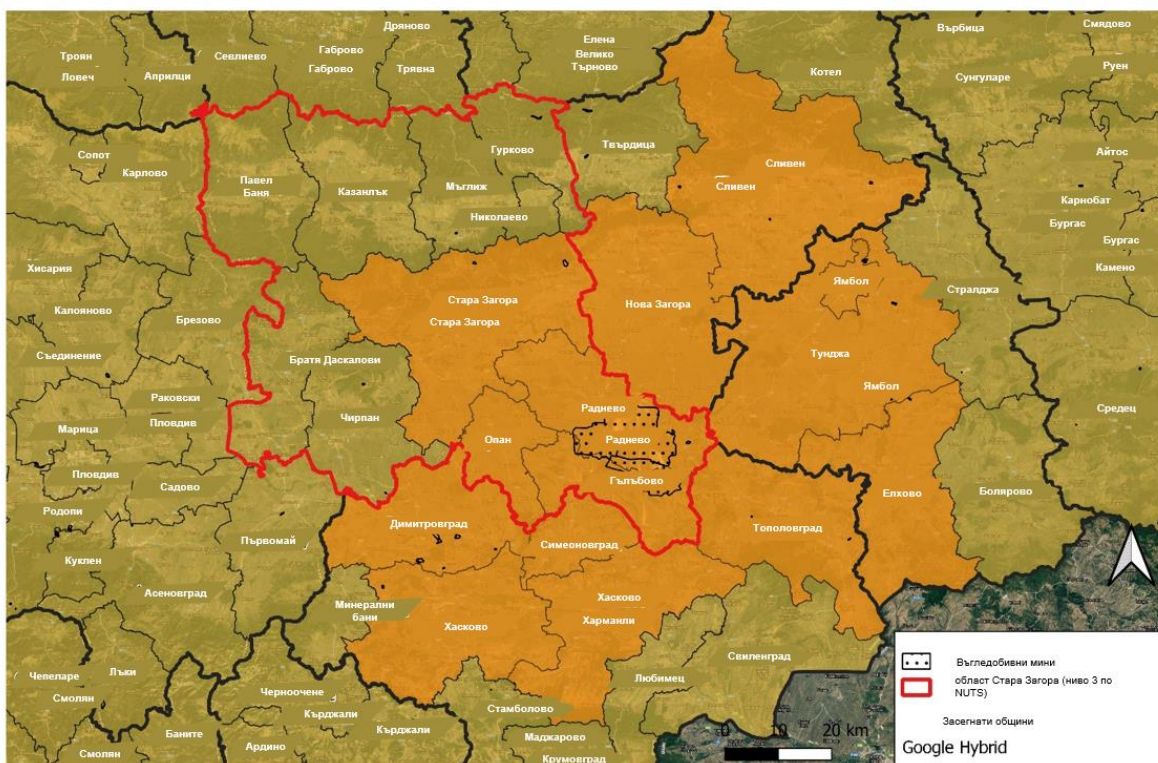 Дряново
Елена
Върбица
Смядово
Троян
Севлиево
Габрово
Велико
Търново
Руен
Ловеч
Априлци
Габрово
Трявна
Котел
Сунгуларе
Сопот
Карлово
Гурково
Твърдица
Айтос
Павел
Баня
Казанлък
Мъглиж
Сливен
Сливен
Карнобат
Николаево
Бургас
Бургас
Хисария
Камено
Калояново
Брезово
Стара Загора
Нова Загора
Ямбол
Стралджа
Стара Загора
Съединение
Братя Даскалови
Тунджа
Раковски
Ямбол
Марица
Пловдив
Чирпан
Раднево
Средец
Опан
Раднево
Пловдив
Садово
Гълъбово
Болярово
Родопи
Димитровград
Елхово
Първомай
Симеоновград
Тополовград
Куклен
Асеновград
Минерални
бани
Хасково
Хасково
Харманли
Свиленград
Лъки
Любимец
Чепеларе
Смолян
Черноочене
Стамболово
Кърджали
Баните
Кърджали
Маджарово
Смолян
Ардино
Крумовград
0 10 20 km
Въгледобивни мини
област Стара Загора (ниво 3 по
NUTS)
Засегнати общини
Google Hybrid